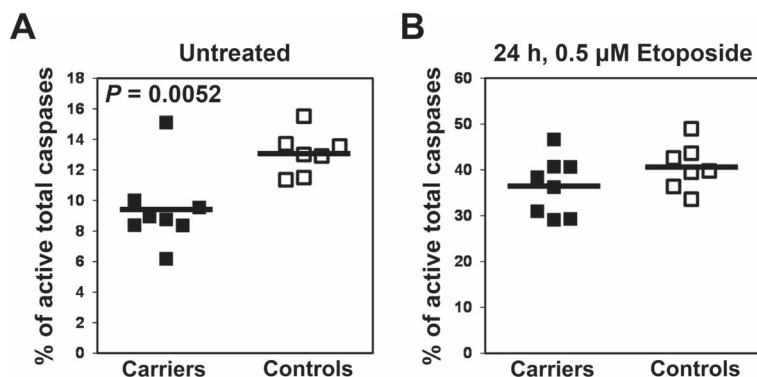 A
Untreated
P = 0.0052
% of active total caspases
18
16
14
12
10
8
6
4
2
0
Carriers Controls
B
24 h, 0.5 µM Etoposide
% of active total caspases
60
50
40
30
20
10
0
Carriers Controls